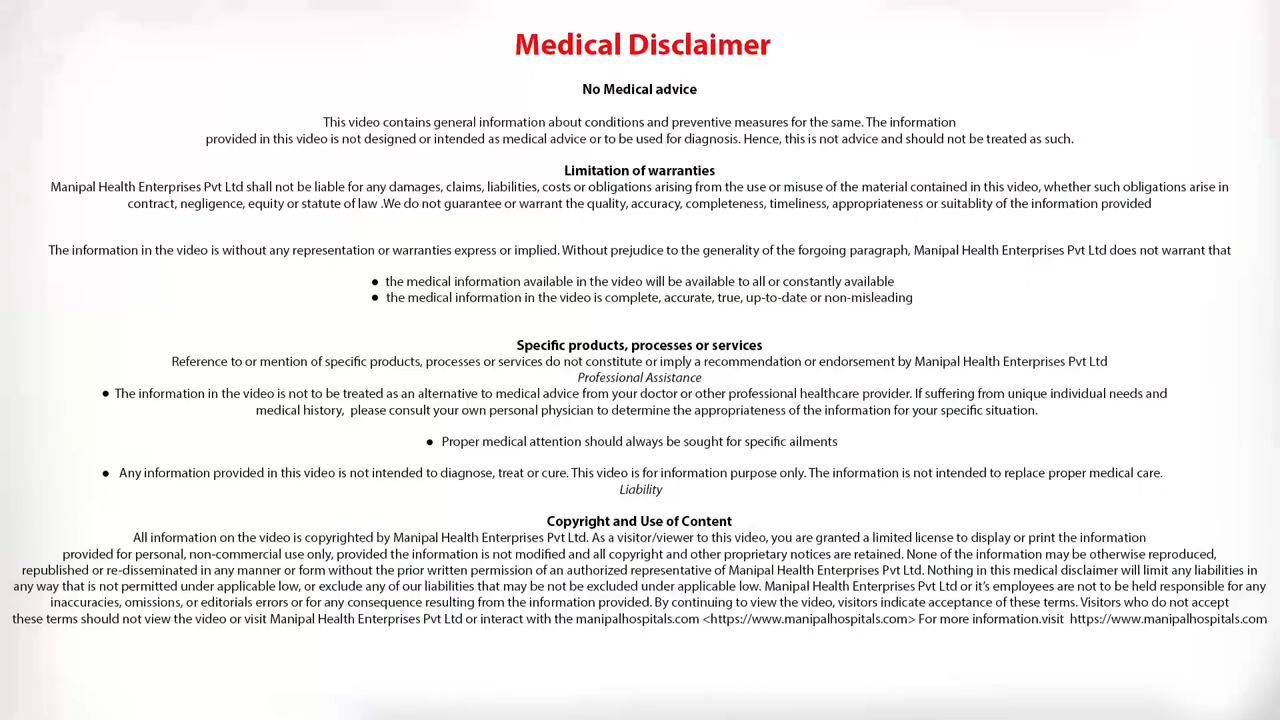 Medical Disclaimer
No Medical advice
This video contains general information about conditions and preventive measures for the same. The information
provided in this video is not designed or intended as medical advice or to be used for diagnosis. Hence, this is not advice and should not be treated as such.
Limitation of warranties
Manipal Health Enterprises Pvt Ltd shall not be liable for any damages, claims, liabilities, costs or obligations arising from the use or misuse of the material contained in this video, whether such obligations arise in
contract, negligence, equity or statute of law .We do not guarantee or warrant the quality, accuracy, completeness, timeliness, appropriateness or suitablity of the information provided
The information in the video is without any representation or warranties express or implied. Without prejudice to the generality of the forgoing paragraph, Manipal Health Enterprises Pvt Ltd does not warrant that
● the medical information available in the video will be available to all or constantly available
● the medical information in the video is complete, accurate, true, up-to-date or non-misleading
Specific products, processes or services
Reference to or mention of specific products, processes or services do not constitute or imply a recommendation or endorsement by Manipal Health Enterprises Pvt Ltd
Professional Assistance
● The information in the video is not to be treated as an alternative to medical advice from your doctor or other professional healthcare provider. If suffering from unique individual needs and
medical history, please consult your own personal physician to determine the appropriateness of the information for your specific situation.
● Proper medical attention should always be sought for specific ailments
● Any information provided in this video is not intended to diagnose, treat or cure. This video is for information purpose only. The information is not intended to replace proper medical care.
Liability
Copyright and Use of Content
All information on the video is copyrighted by Manipal Health Enterprises Pvt Ltd. As a visitor/viewer to this video, you are granted a limited license to display or print the information
provided for personal, non-commercial use only, provided the information is not modified and all copyright and other proprietary notices are retained. None of the information may be otherwise reproduced,
republished or re-disseminated in any manner or form without the prior written permission of an authorized representative of Manipal Health Enterprises Pvt Ltd. Nothing in this medical disclaimer will limit any liabilities in
any way that is not permitted under applicable low, or exclude any of our liabilities that may be not be excluded under applicable low. Manipal Health Enterprises Pvt Ltd or it's employees are not to be held responsible for any
inaccuracies, omissions, or editorials errors or for any consequence resulting from the information provided. By continuing to view the video, visitors indicate acceptance of these terms. Visitors who do not accept
these terms should not view the video or visit Manipal Health Enterprises Pvt Ltd or interact with the manipalhospitals.com <https://www.manipalhospitals.com> For more information.visit https://www.manipalhospitals.com